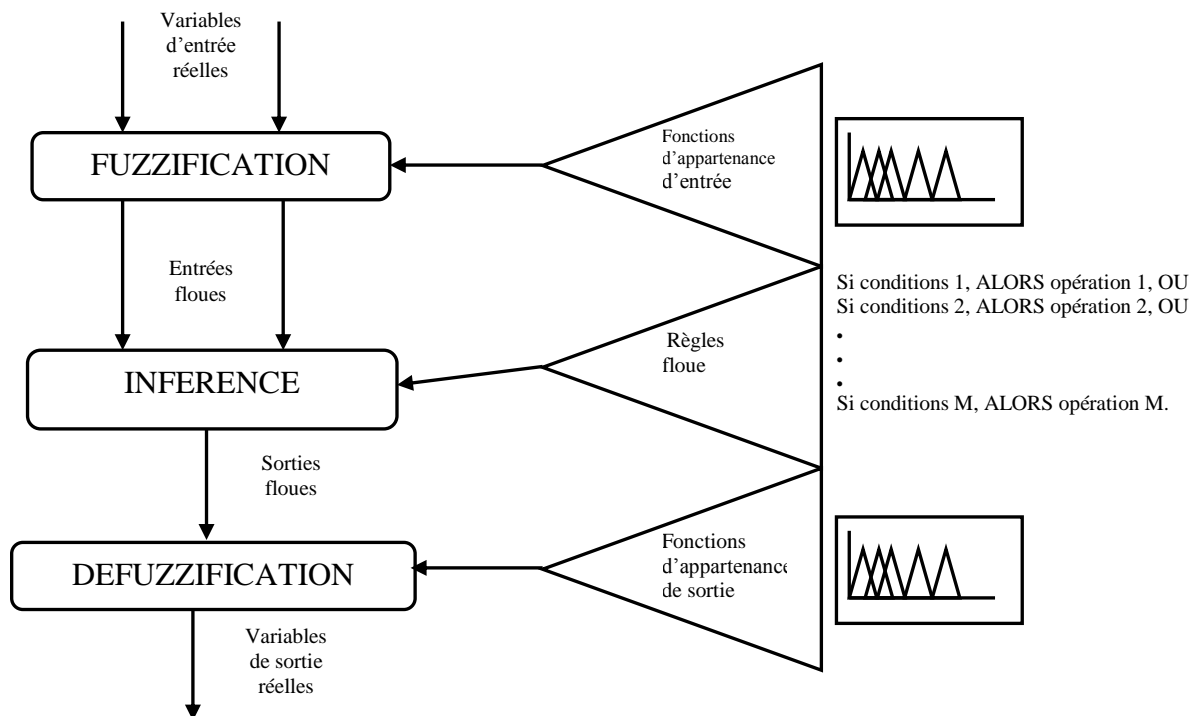 Variables
d'entrée
réelles
FUZZIFICATION
Fonctions
d'appartenance
d'entrée
Entrées
floues
Si conditions 1, ALORS opération 1, OU
Si conditions 2, ALORS opération 2, OU
•
•
•
Si conditions M, ALORS opération M.
Règles
floue
INFERENCE
Sorties
floues
Fonctions
d'appartenance
de sortie
DEFUZZIFICATION
Variables
de sortie
réelles